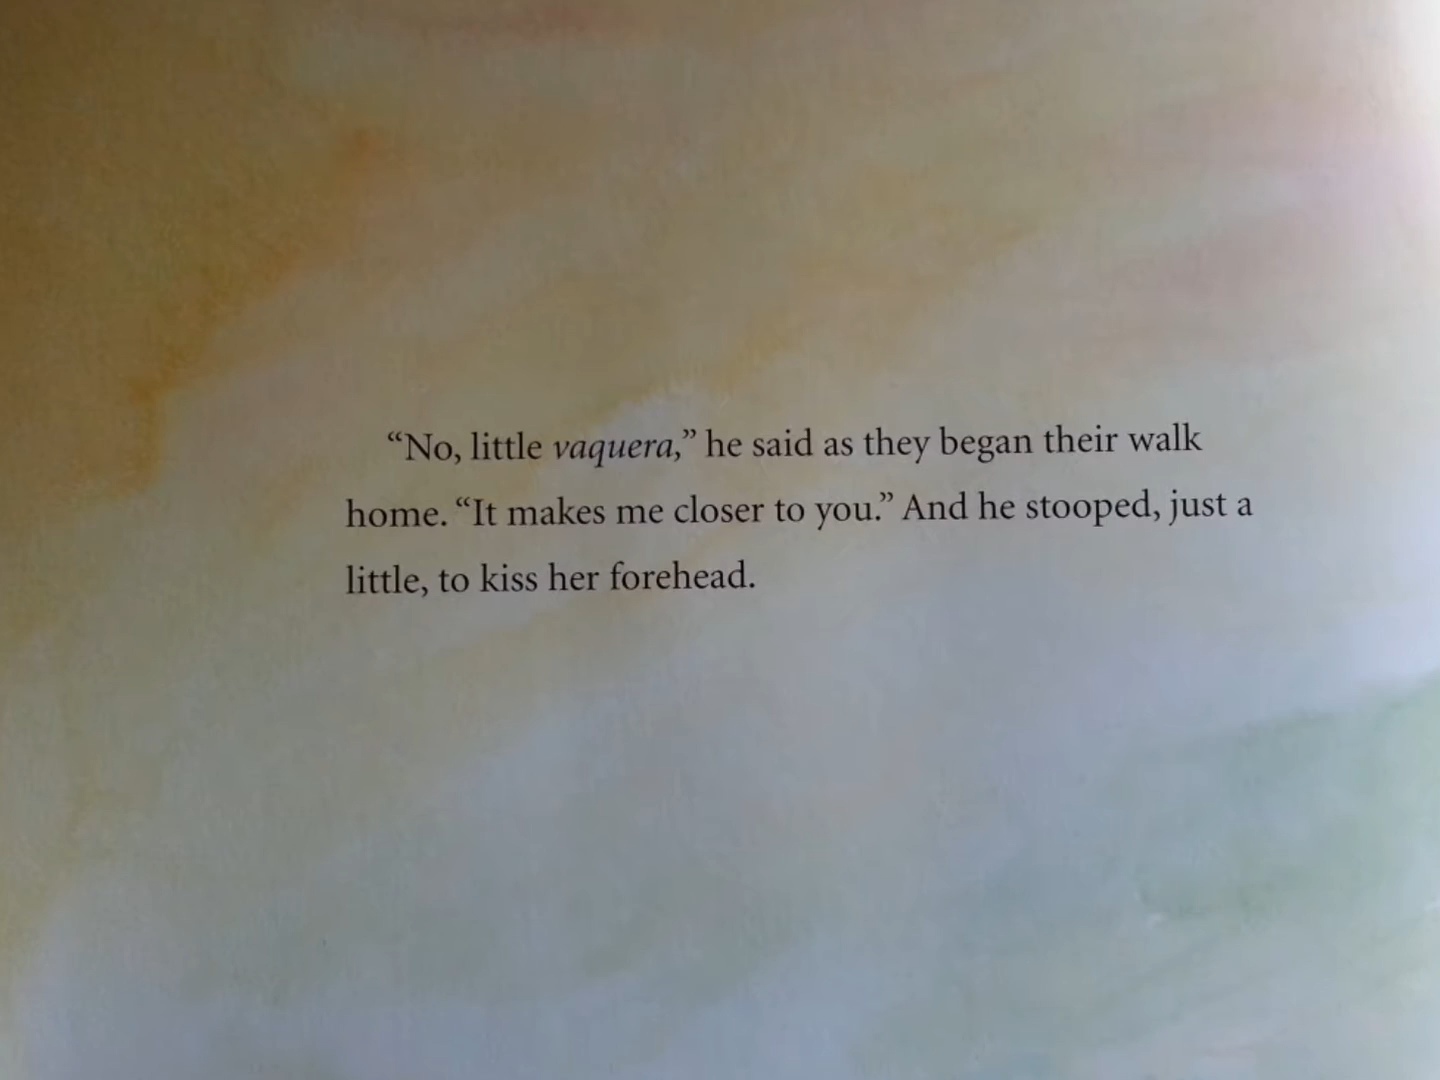 “No, little vaquera,” he said as they began their walk
home. “It makes me closer to you.” And he stooped, just a
little, to kiss her forehead.